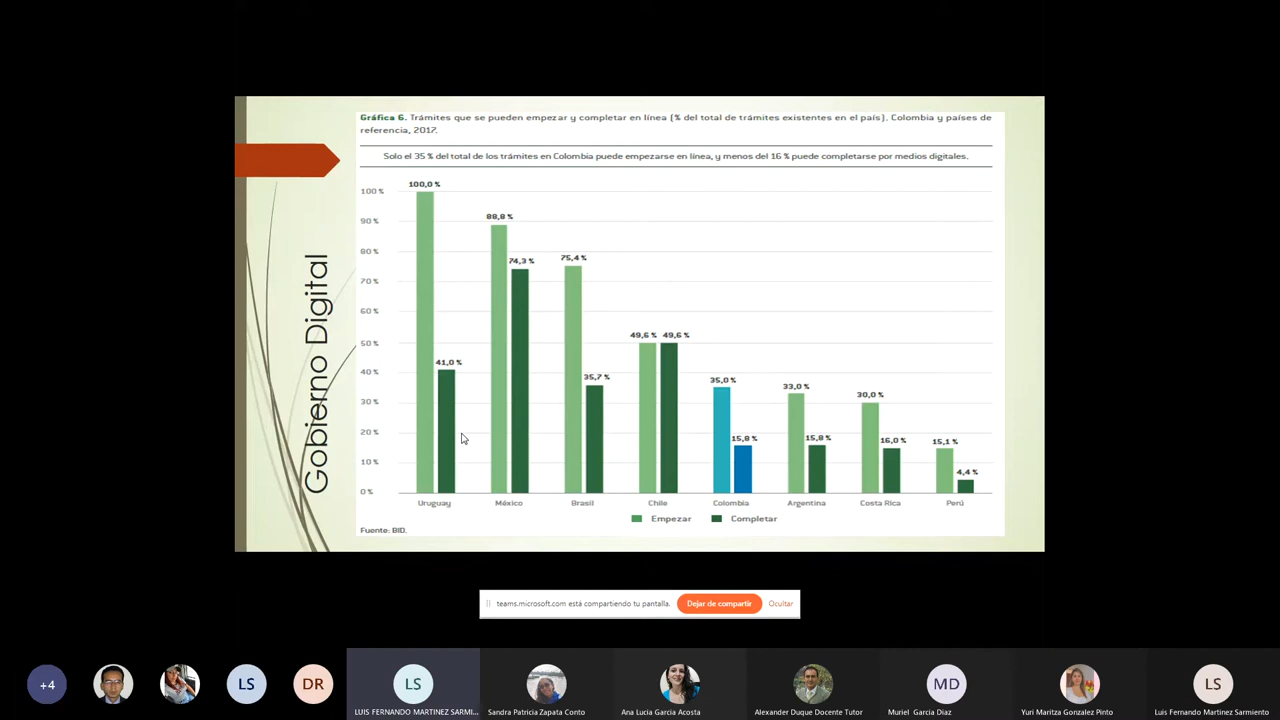 Gráfica 6. Trámites que se pueden empezar y completar en línea (% del total de trámites existentes en el país). Colombia y países de
referencia, 2017.
Solo el 35 % del total de los trámites en Colombia puede empezarse en línea, y menos del 16 % puede completarse por medios digitales.
Gobierno Digital
100 %
90 %
80 %
70 %
60 %
50 %
40 %
30 %
20 %
10 %
0 %
100,0 %
41,0 %
88,8 %
74,3 %
75,4 %
35,7 %
49,6 %
49,6 %
35,0 %
15,8 %
33,0 %
15,8 %
30,0 %
16,0 %
15,1 %
4,4 %
Uruguay
México
Brasil
Chile
Colombia
Argentina
Costa Rica
Perú
Empezar
Completar
Fuente: BID.
teams.microsoft.com está compartiendo tu pantalla.
Dejar de compartir
Ocultar
+4
LS
DR
LS
MD
LS
LUIS FERNANDO MARTINEZ SARMI...
Sandra Patricia Zapata Conto
Ana Lucia Garcia Acosta
Alexander Duque Docente Tutor
Muriel Garcia Diaz
Yuri Maritza Gonzalez Pinto
Luis Fernando Martinez Sarmiento